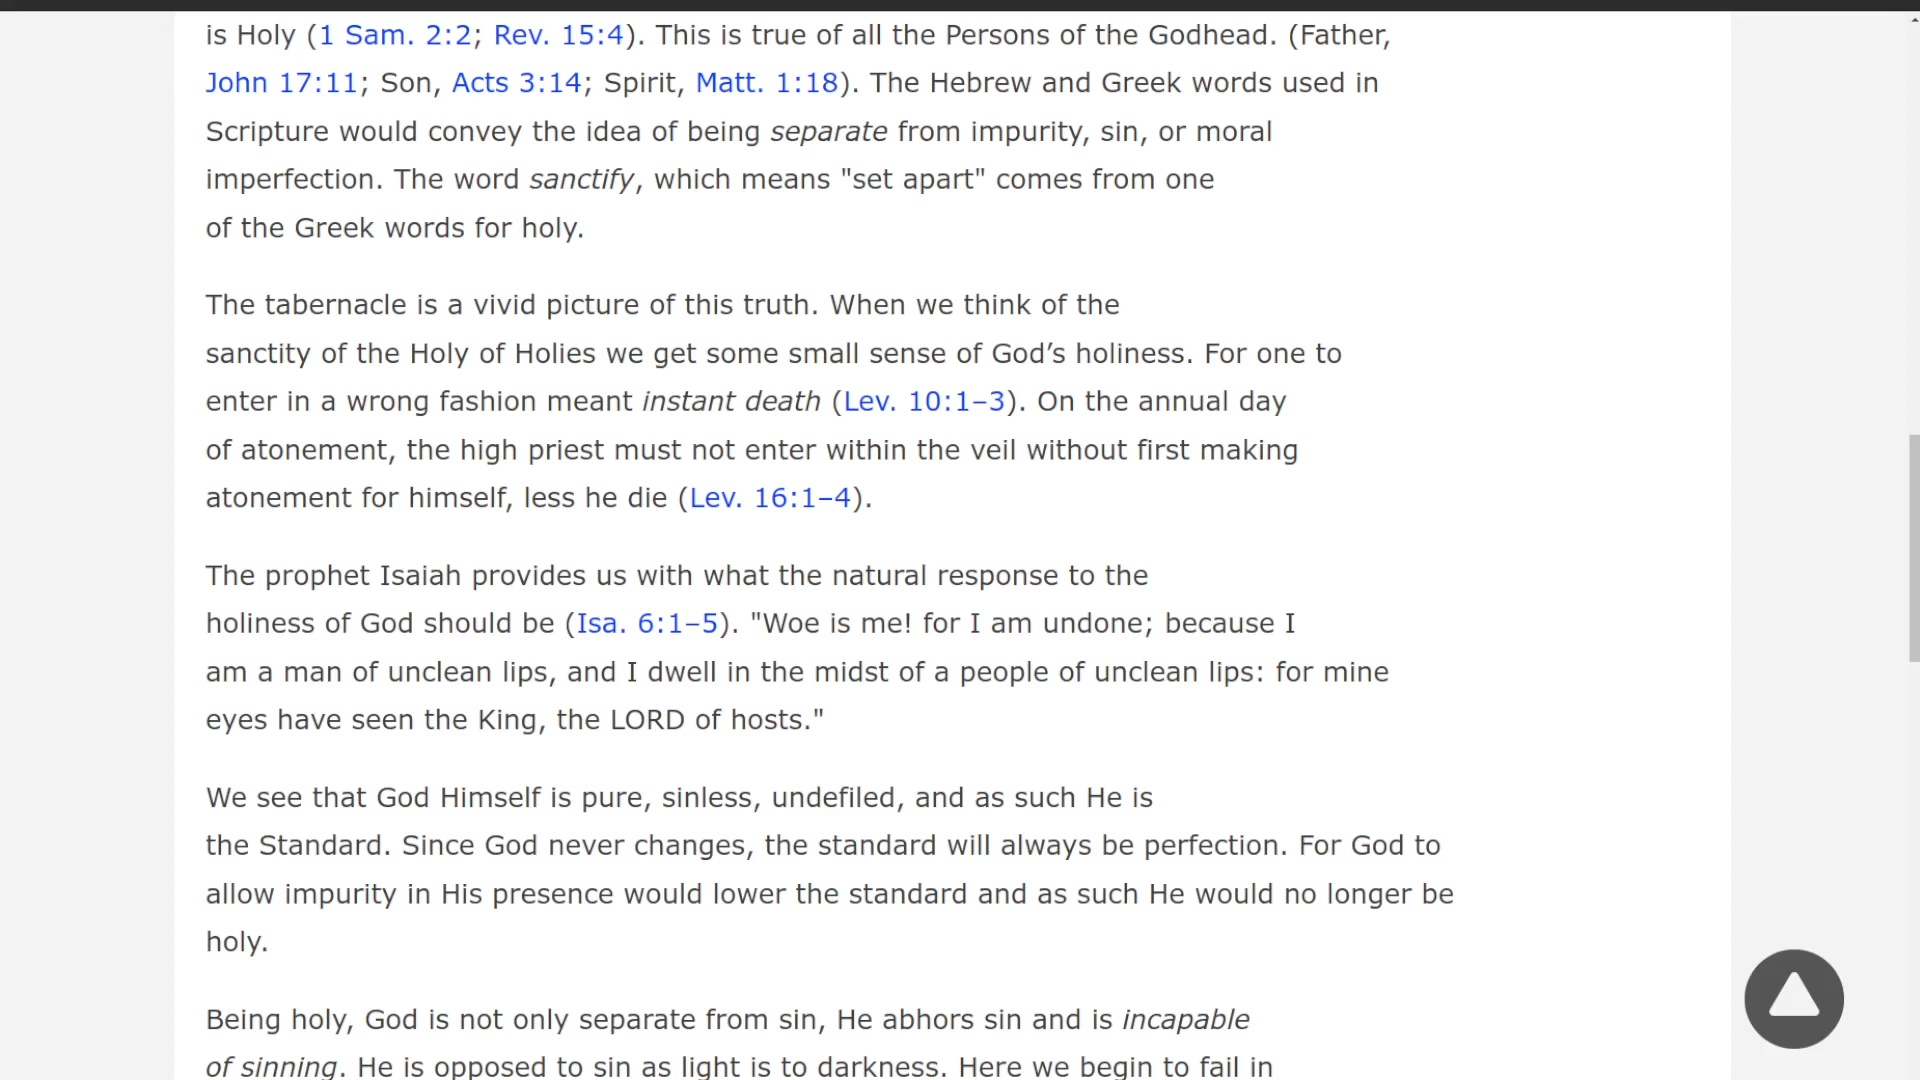 is Holy (1 Sam. 2:2; Rev. 15:4). This is true of all the Persons of the Godhead. (Father,
John 17:11; Son, Acts 3:14; Spirit, Matt. 1:18). The Hebrew and Greek words used in
Scripture would convey the idea of being separate from impurity, sin, or moral
imperfection. The word sanctify, which means "set apart" comes from one
of the Greek words for holy.
The tabernacle is a vivid picture of this truth. When we think of the
sanctity of the Holy of Holies we get some small sense of God’s holiness. For one to
enter in a wrong fashion meant instant death (Lev. 10:1–3). On the annual day
of atonement, the high priest must not enter within the veil without first making
atonement for himself, less he die (Lev. 16:1–4).
The prophet Isaiah provides us with what the natural response to the
holiness of God should be (Isa. 6:1–5). "Woe is me! for I am undone; because I
am a man of unclean lips, and I dwell in the midst of a people of unclean lips: for mine
eyes have seen the King, the LORD of hosts."
We see that God Himself is pure, sinless, undefiled, and as such He is
the Standard. Since God never changes, the standard will always be perfection. For God to
allow impurity in His presence would lower the standard and as such He would no longer be
holy.
Being holy, God is not only separate from sin, He abhors sin and is incapable
of sinning. He is opposed to sin as light is to darkness. Here we begin to fail in